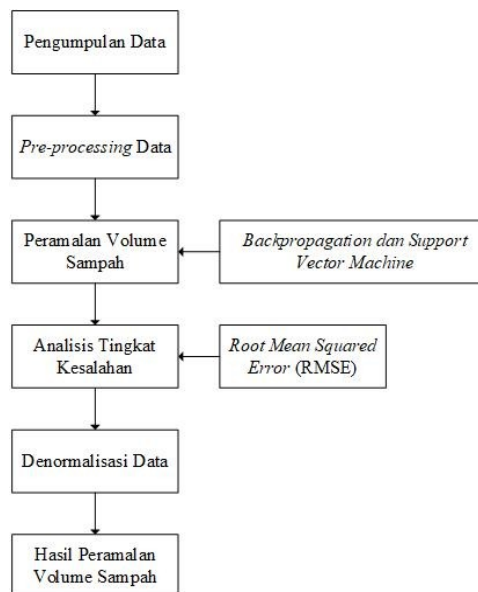 Pengumpulan Data
Pre-processing Data
Peramalan Volume
Sampah
Backpropagation dan Support
Vector Machine
Analisis Tingkat
Kesalahan
Root Mean Squared
Error (RMSE)
Denormalisasi Data
Hasil Peramalan
Volume Sampah